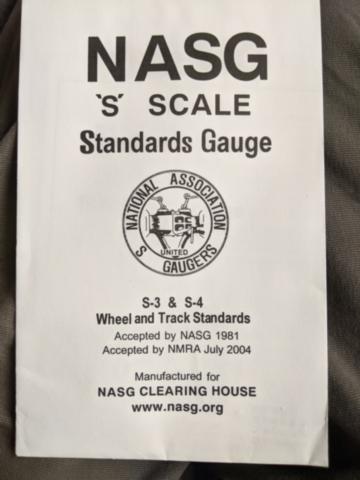 NASG
'S' SCALE
Standards Gauge
NATIONAL ASSOCIATION
UNITED
S GAUGERS
S-3 & S-4
Wheel and Track Standards
Accepted by NASG 1981
Accepted by NMRA July 2004
Manufactured for
NASG CLEARING HOUSE
www.nasg.org